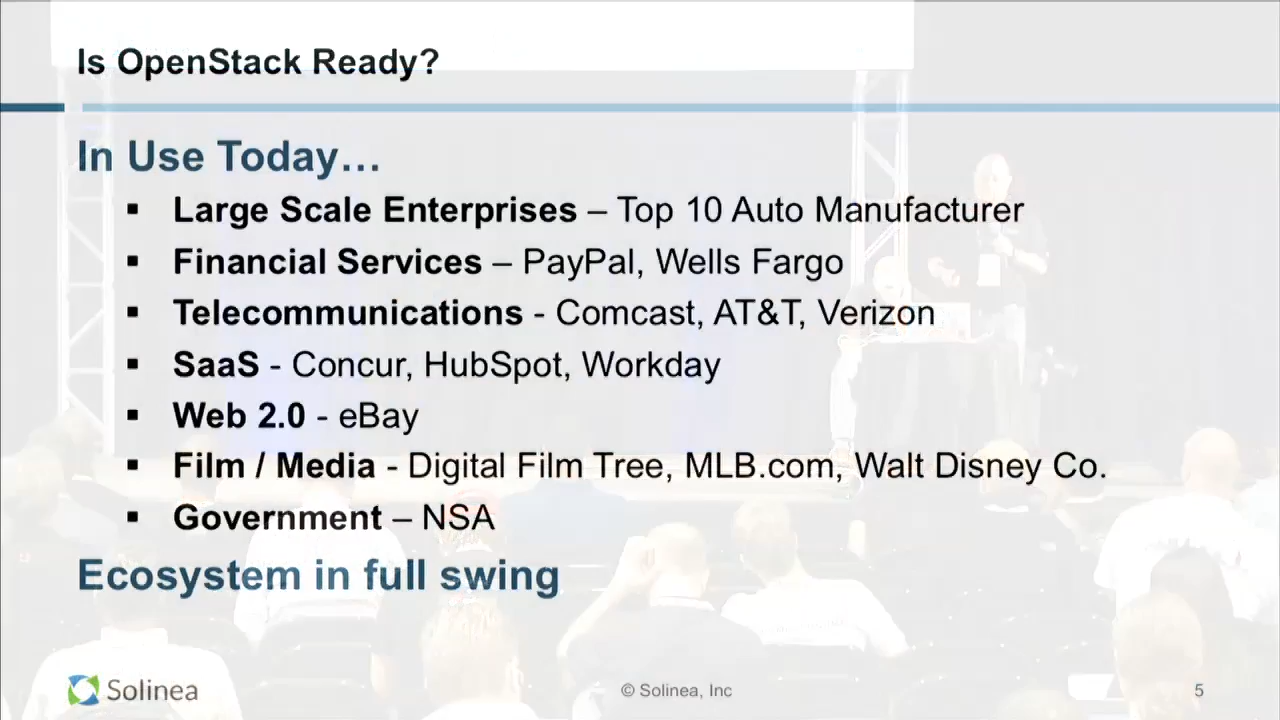 Is OpenStack Ready?
In Use Today…
▪ Large Scale Enterprises – Top 10 Auto Manufacturer
▪ Financial Services – PayPal, Wells Fargo
▪ Telecommunications - Comcast, AT&T, Verizon
▪ SaaS - Concur, HubSpot, Workday
▪ Web 2.0 - eBay
▪ Film / Media - Digital Film Tree, MLB.com, Walt Disney Co.
▪ Government – NSA
Ecosystem in full swing
Solinea
© Solinea, Inc
5